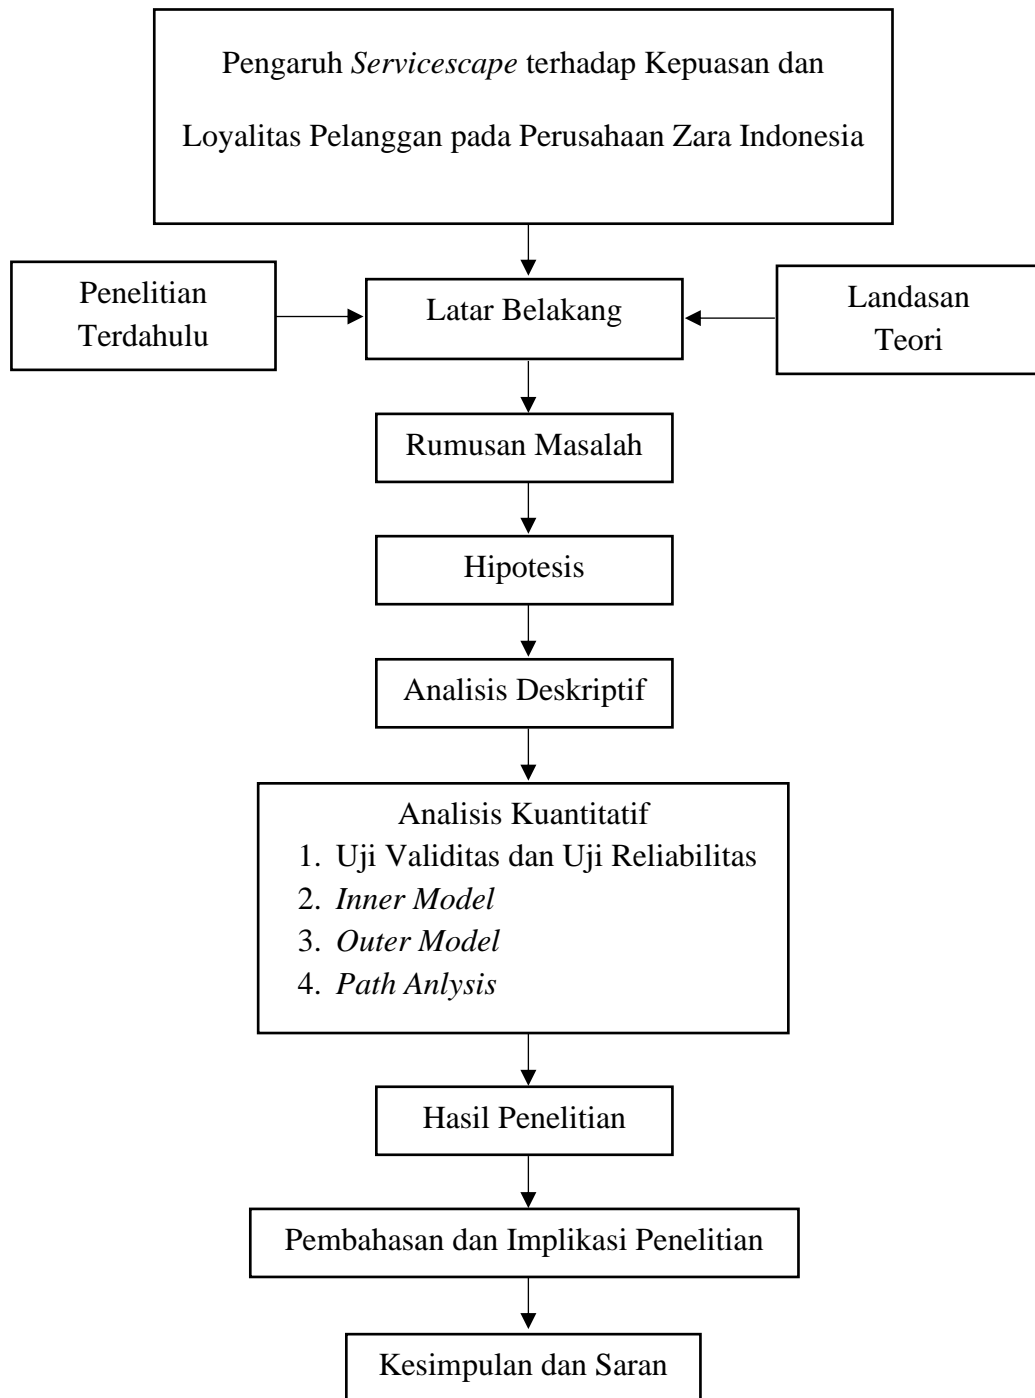 Pengaruh Servicescape terhadap Kepuasan dan
Loyalitas Pelanggan pada Perusahaan Zara Indonesia
Penelitian
Terdahulu
Latar Belakang
Landasan
Teori
Rumusan Masalah
Hipotesis
Analisis Deskriptif
Analisis Kuantitatif
1. Uji Validitas dan Uji Reliabilitas
2. Inner Model
3. Outer Model
4. Path Anlysis
Hasil Penelitian
Pembahasan dan Implikasi Penelitian
Kesimpulan dan Saran